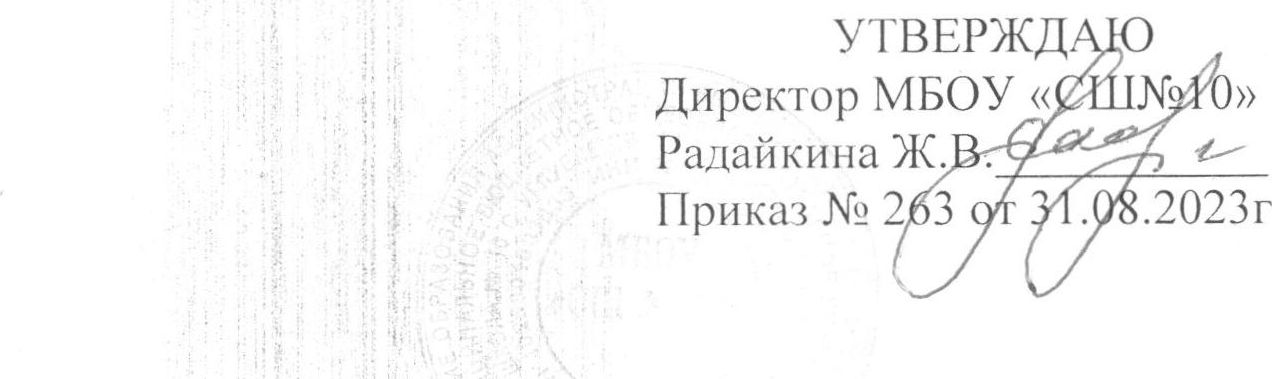 УТВЕРЖДАЮ
Директор МБОУ «СШ№10»
Радайкина Ж.В.
Приказ № 263 от 31.08.2023г